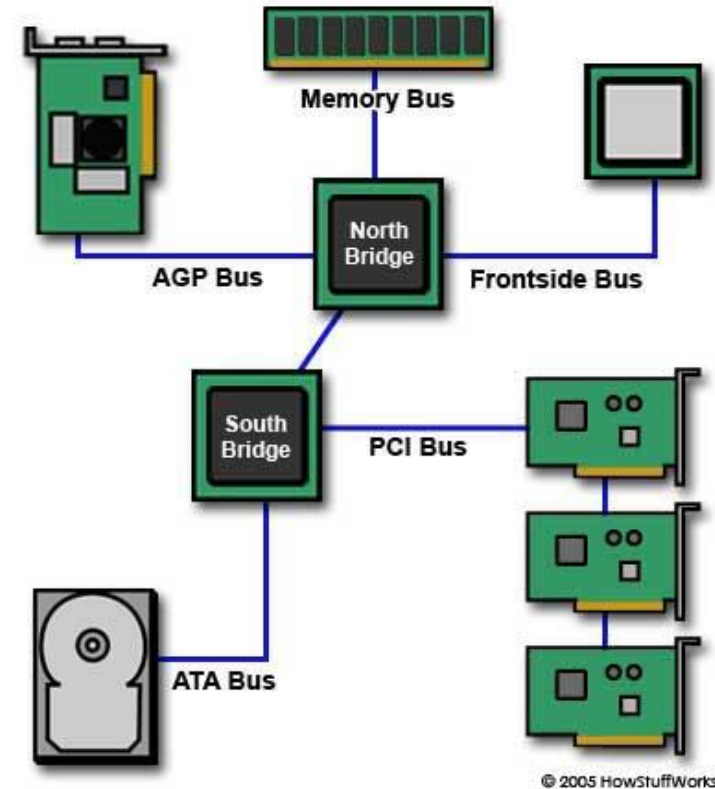 Memory Bus
North
Bridge
AGP Bus
Frontside Bus
South
Bridge
PCI Bus
ATA Bus
© 2005 HowStuffWorks